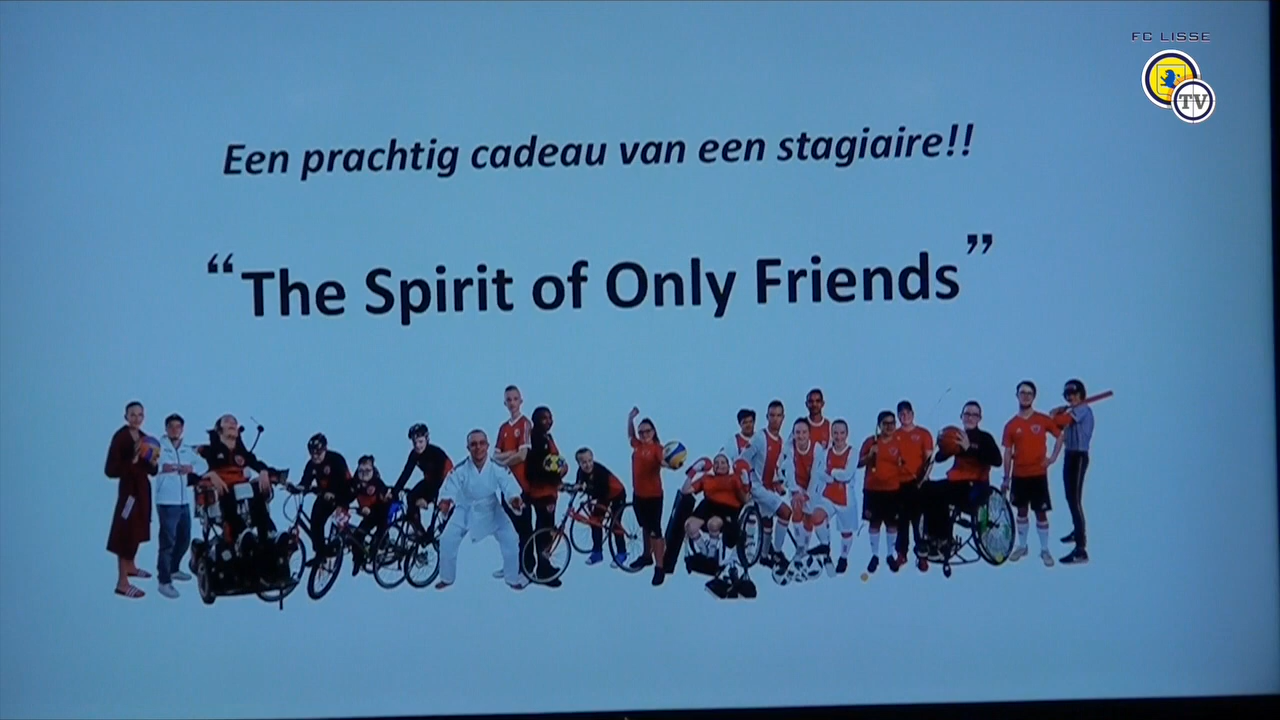 FC LISSE
TV
Een prachtig cadeau van een stagiaire!!
“The Spirit of Only Friends”